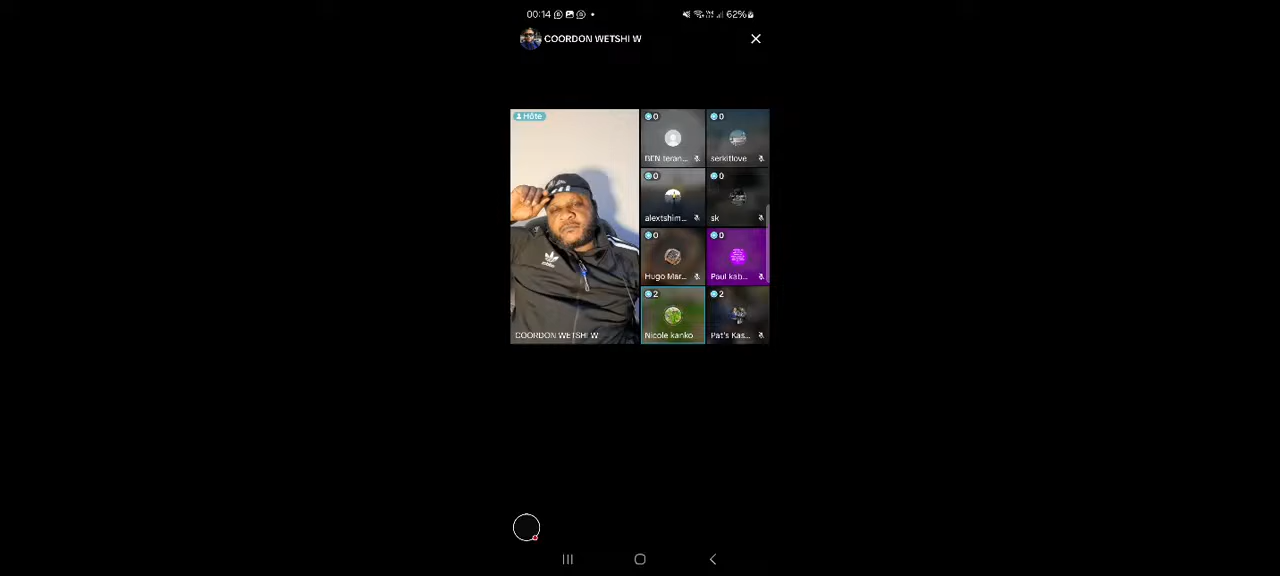 00:14 62%
COORDON WETSHI W
Hôte
0
0
BEN teran...
serkitlove
0
0
alextshim...
sk
0
0
Hugo Mar...
Paul kab...
2
2
COORDON WETSHI W
Nicole kanko
Pat's Kas...
adidas